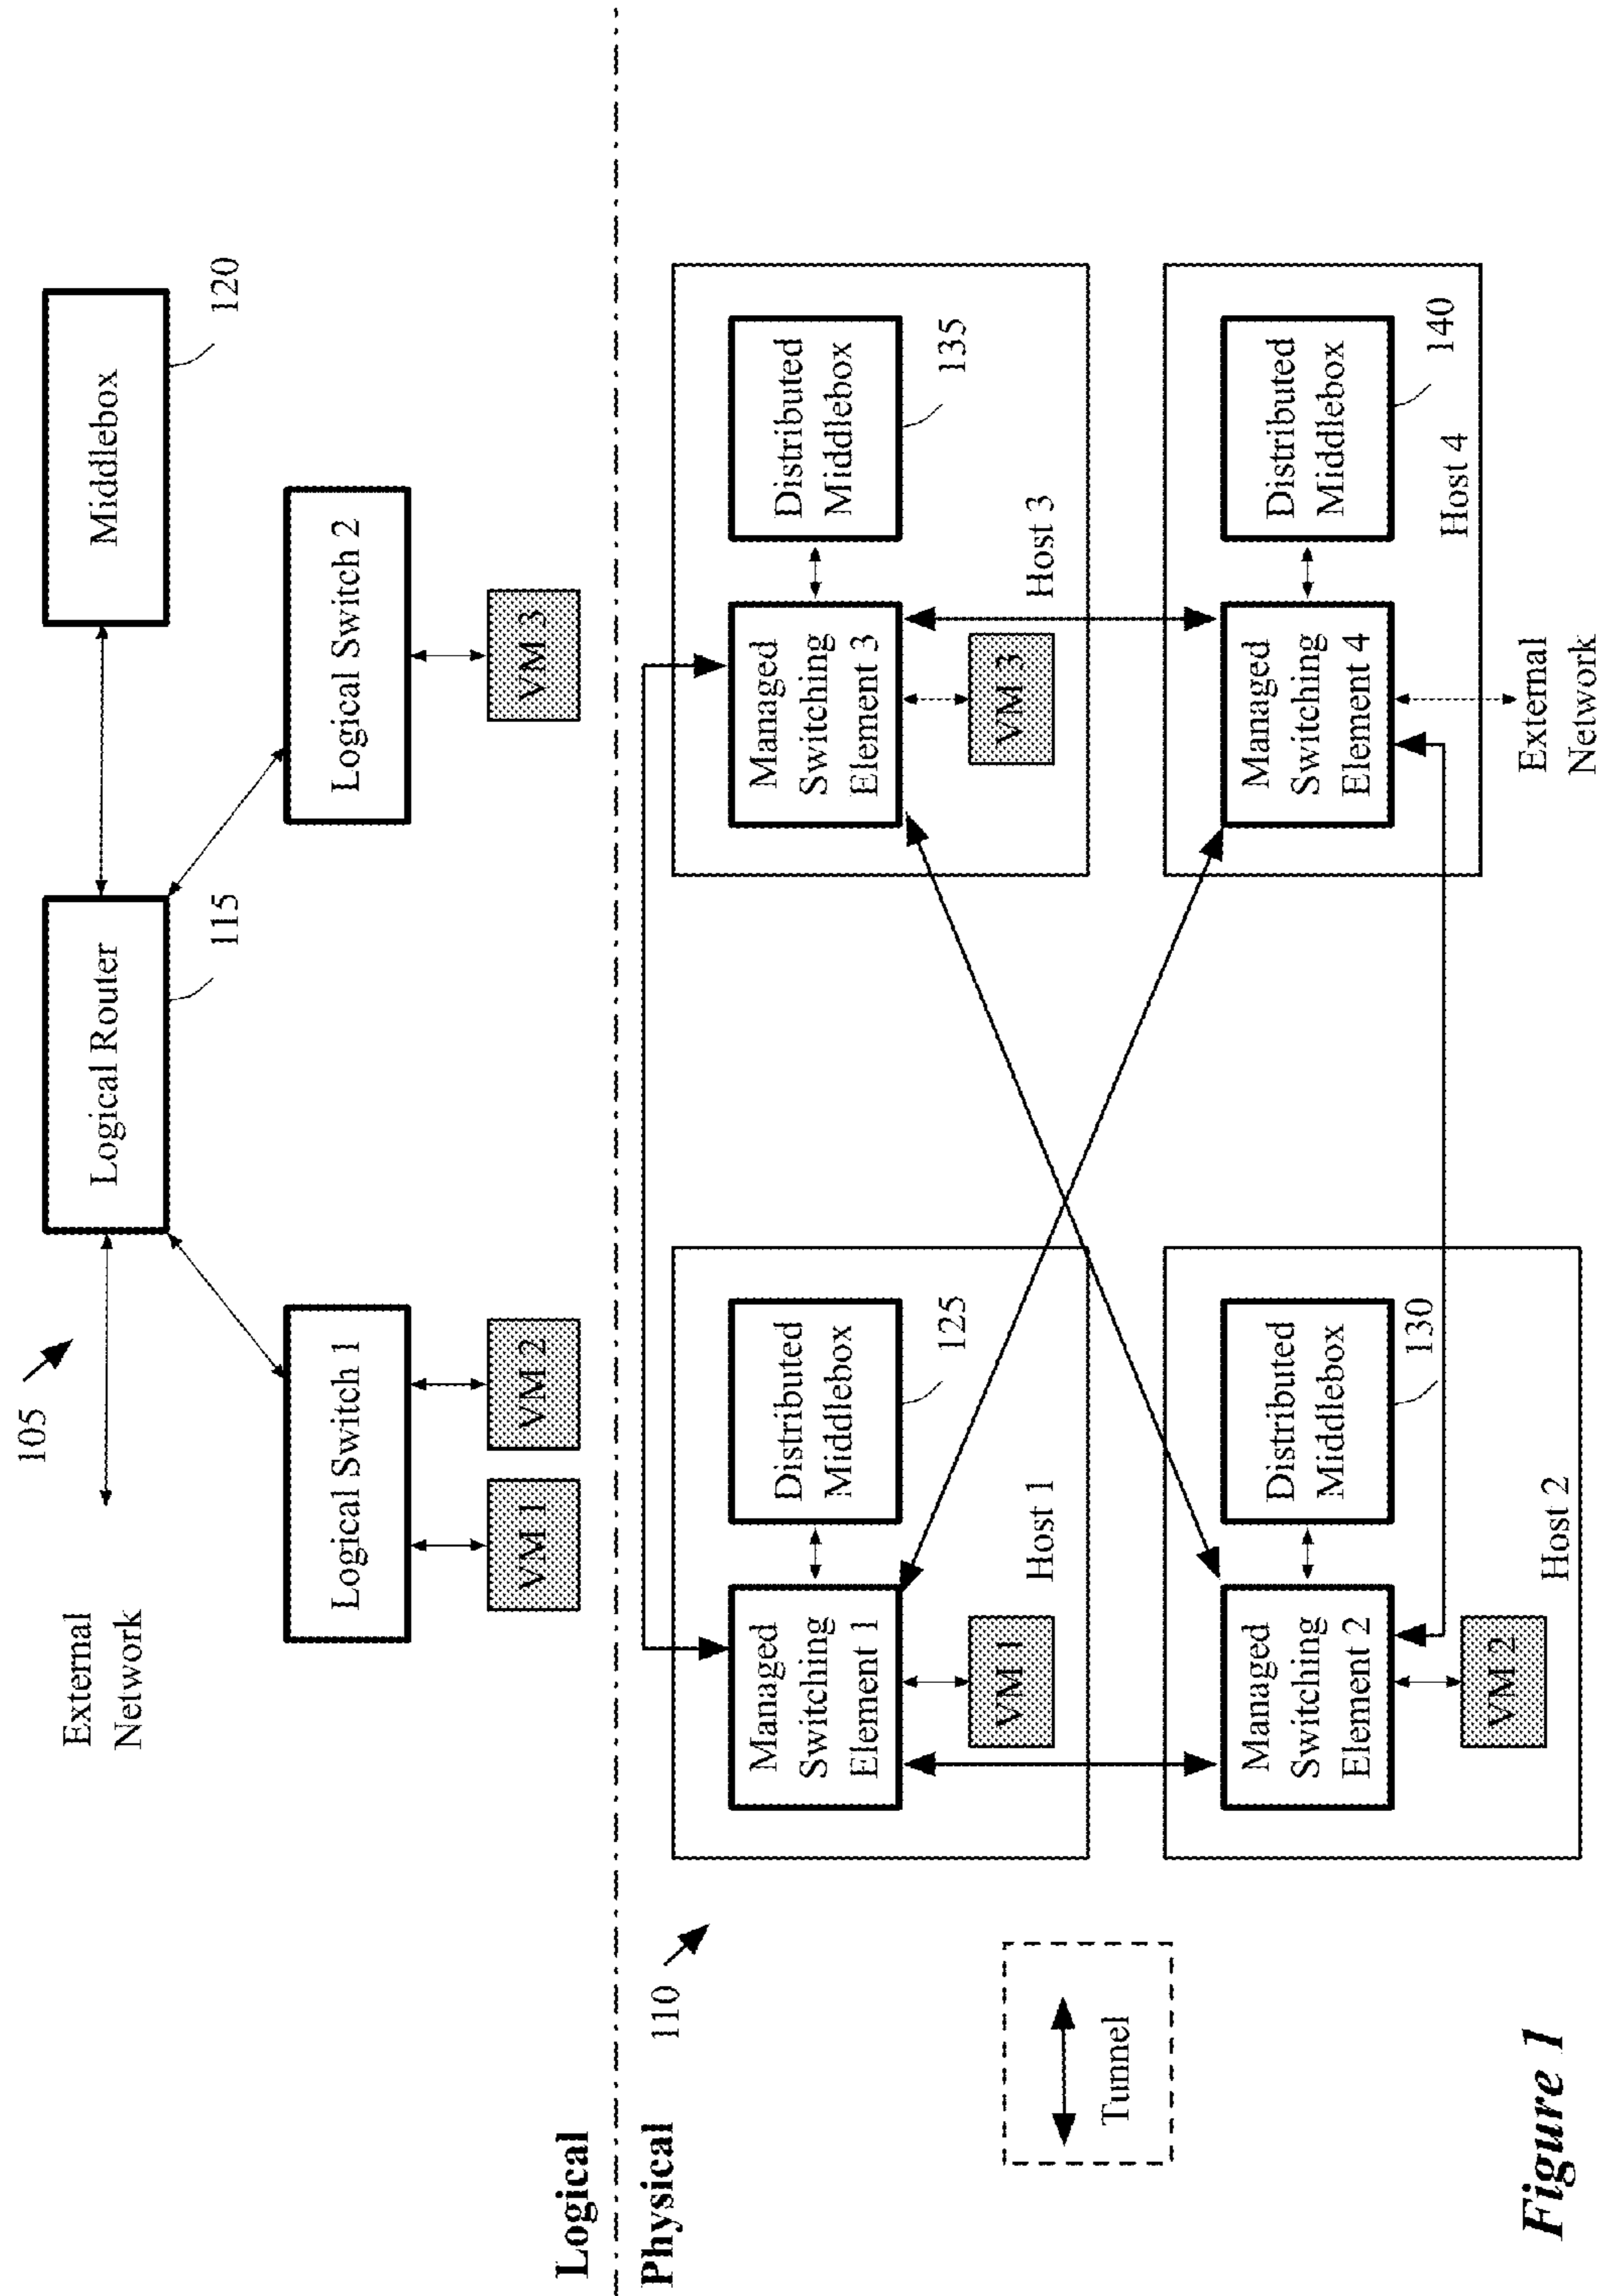 105
External
Network
Logical Router
115
Middlebox
120
Logical Switch 1
Logical Switch 2
VM 1
VM 2
VM 3
Logical
Physical
110
Managed
Switching
Element 1
Distributed
Middlebox
125
VM 1
Host 1
Managed
Switching
Element 3
Distributed
Middlebox
135
VM 3
Host 3
Managed
Switching
Element 2
Distributed
Middlebox
130
VM 2
Host 2
Managed
Switching
Element 4
Distributed
Middlebox
140
Host 4
External
Network
Tunnel
Figure 1